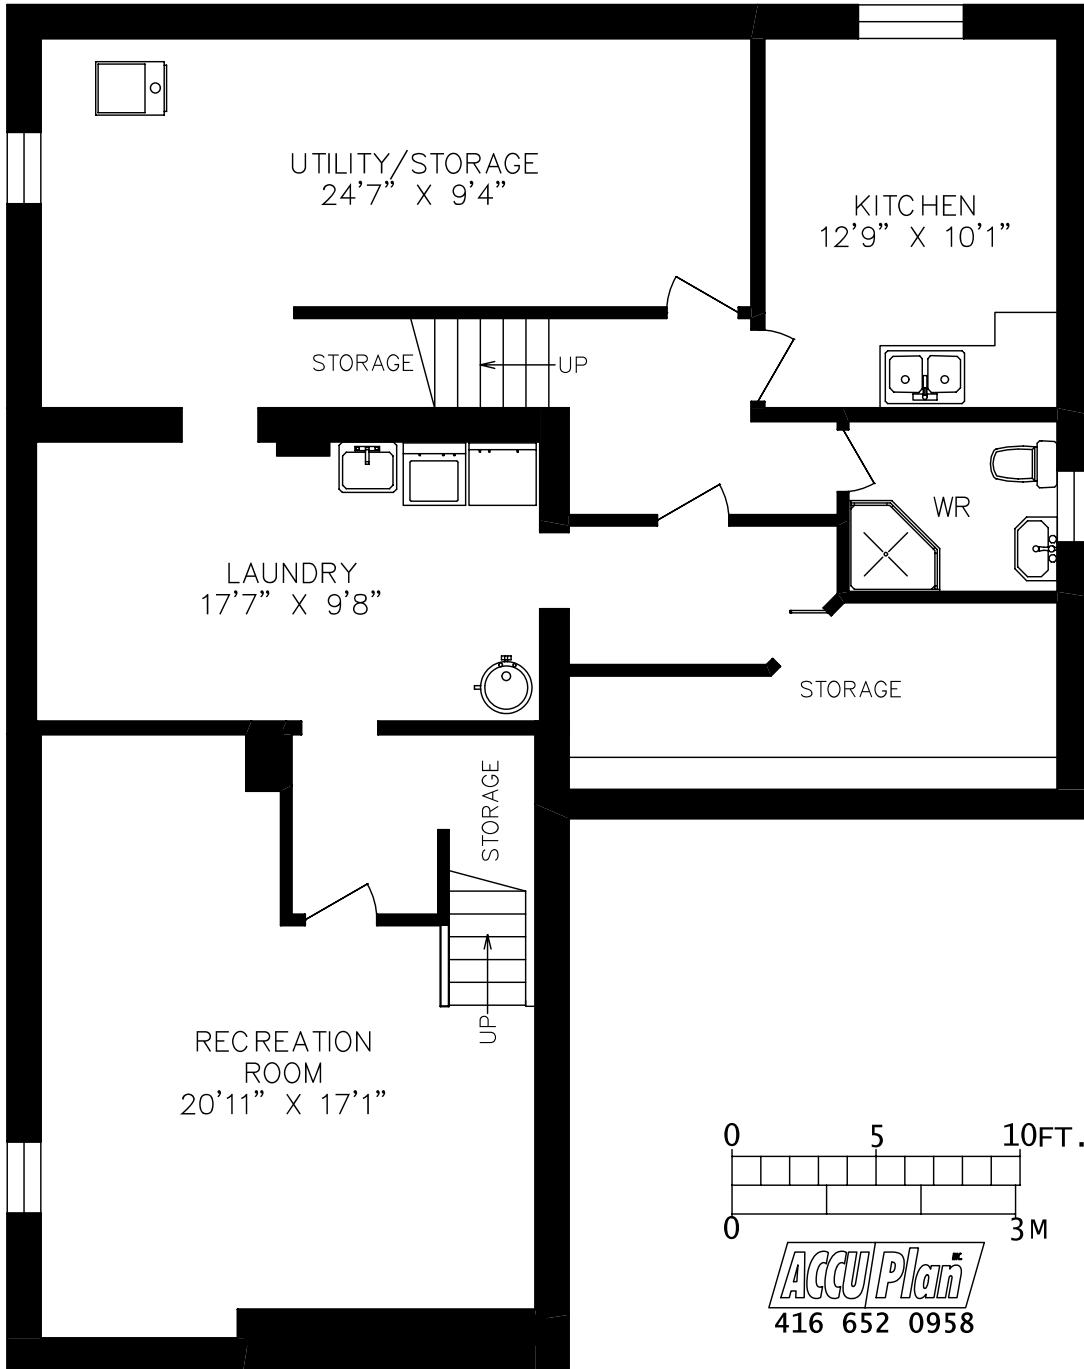 UTILITY/STORAGE
24'7" X 9'4"
KITCHEN
12'9" X 10'1"
STORAGE
UP
WR
LAUNDRY
17'7" X 9'8"
STORAGE
STORAGE
UP
RECREATION
ROOM
20'11" X 17'1"
0 5 10FT.
0 3M
ACCU Plan INC.
416 652 0958